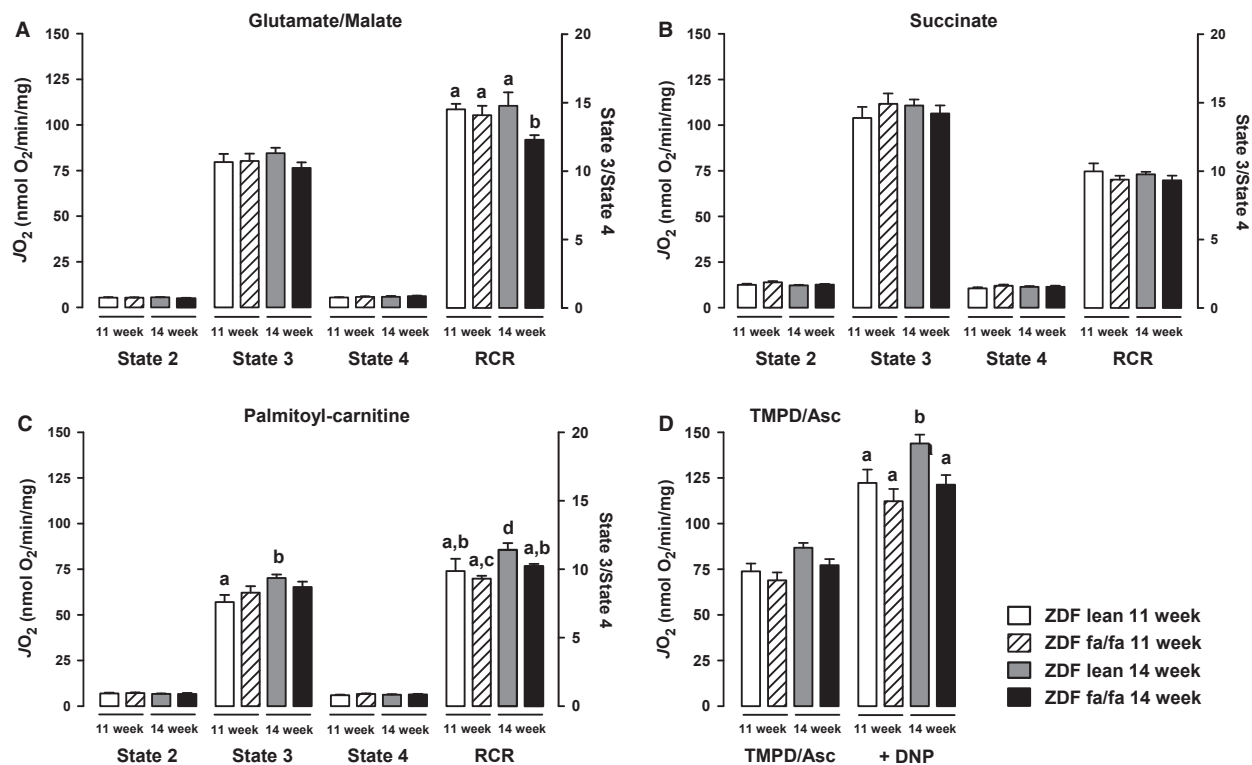 A
Glutamate/Malate
150
125
100
75
50
25
0
JO2 (nmol O2/min/mg)
20
15
10
5
0
State 3/State 4
a
a
a
b
11 week 14 week
11 week 14 week
11 week 14 week
11 week 14 week
State 2
State 3
State 4
RCR
B
Succinate
150
125
100
75
50
25
0
JO2 (nmol O2/min/mg)
20
15
10
5
0
State 3/State 4
11 week 14 week
11 week 14 week
11 week 14 week
11 week 14 week
State 2
State 3
State 4
RCR
C
Palmitoyl-carnitine
150
125
100
75
50
25
0
JO2 (nmol O2/min/mg)
20
15
10
5
0
State 3/State 4
a
b
a,b
a,c
d
a,b
11 week 14 week
11 week 14 week
11 week 14 week
11 week 14 week
State 2
State 3
State 4
RCR
D
TMPD/Asc
150
125
100
75
50
25
0
JO2 (nmol O2/min/mg)
a
a
b
a
11 week 14 week
11 week 14 week
TMPD/Asc
+ DNP
ZDF lean 11 week
ZDF fa/fa 11 week
ZDF lean 14 week
ZDF fa/fa 14 week